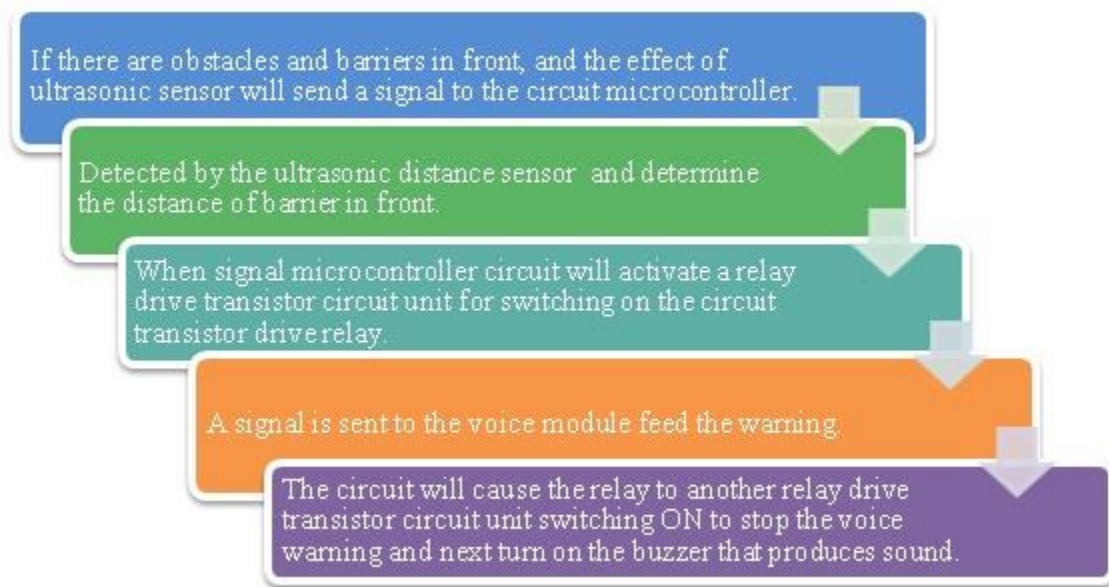 If there are obstacles and barriers in front, and the effect of
ultrasonic sensor will send a signal to the circuit microcontroller.
Detected by the ultrasonic distance sensor and determine
the distance of barrier in front.
When signal microcontroller circuit will activate a relay
drive transistor circuit unit for switching on the circuit
transistor drive relay.
A signal is sent to the voice module feed the warning.
The circuit will cause the relay to another relay drive
transistor circuit unit switching ON to stop the voice
warning and next turn on the buzzer that produces sound.